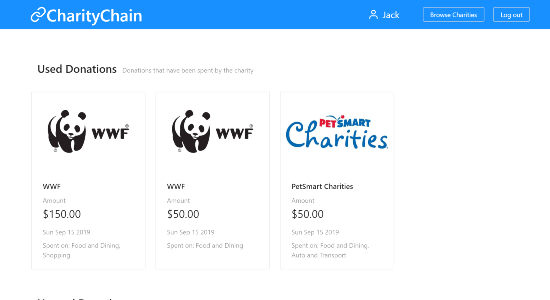 CharityChain
Jack
Browse Charities
Log out
Used Donations Donations that have been spent by the charity
WWF
WWF
PETSMART
Charities
WWF
Amount
$150.00
Sun Sep 15 2019
Spent on: Food and Dining,
Shopping
WWF
Amount
$50.00
Sun Sep 15 2019
Spent on: Food and Dining
PetSmart Charities
Amount
$50.00
Sun Sep 15 2019
Spent on: Food and Dining,
Auto and Transport